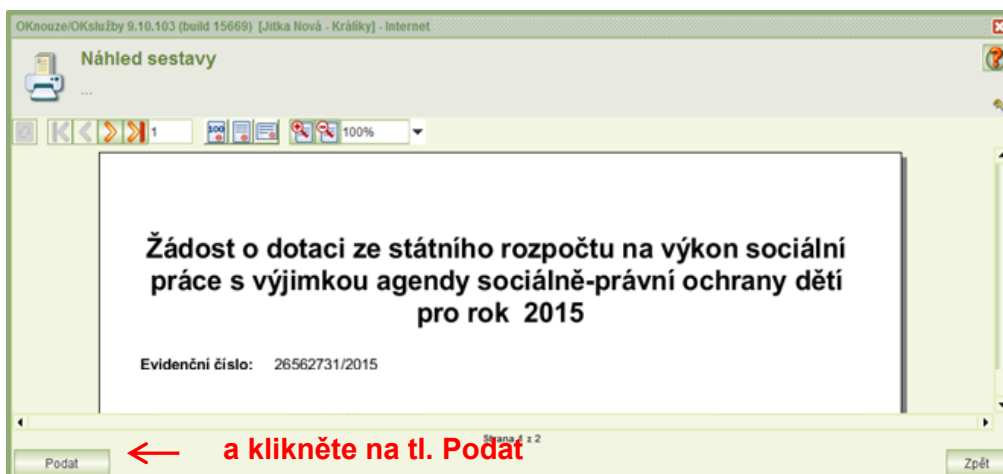 OKnouze/OKslužby 9.10.103 (build 15669) [Jitka Nová - Králíky] - Internet
Náhled sestavy
...
1
100
100%
Žádost o dotaci ze státního rozpočtu na výkon sociální
práce s výjimkou agendy sociálně-právní ochrany dětí
pro rok 2015
Evidenční číslo: 26562731/2015
Strana 1 z 2
a klikněte na tl. Podat
Podat
Zpět